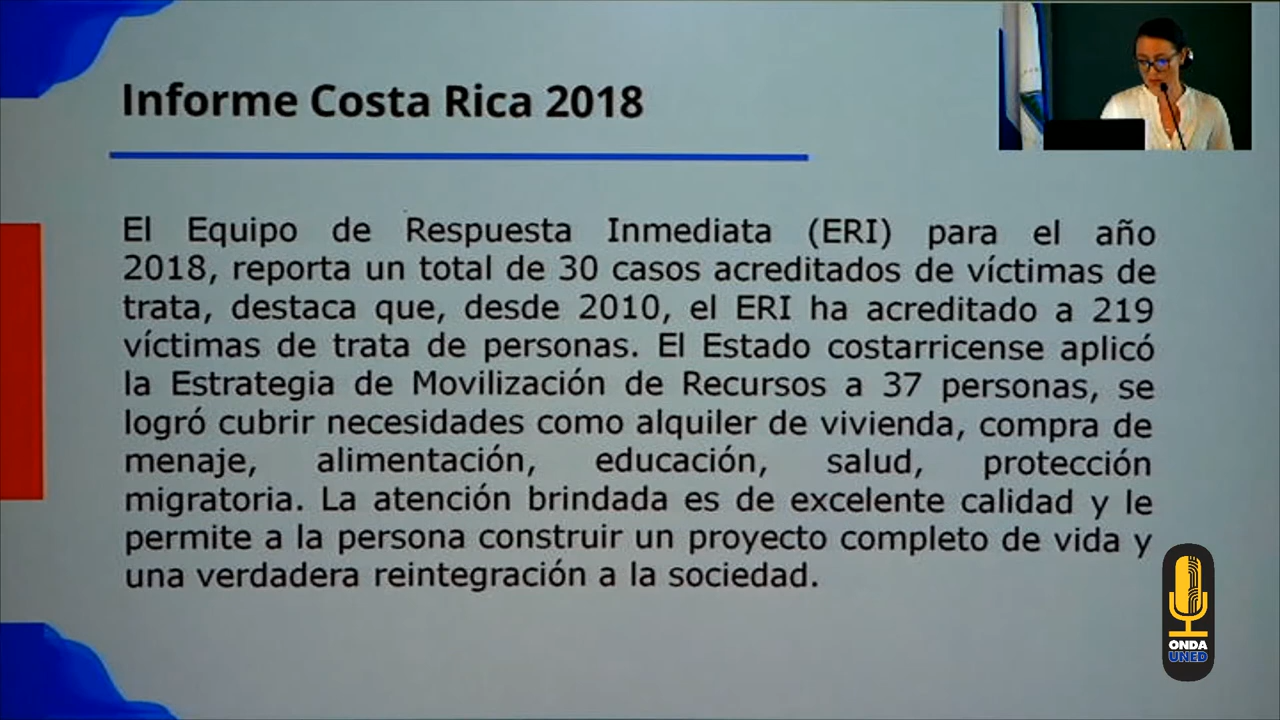 Informe Costa Rica 2018
El Equipo de Respuesta Inmediata (ERI) para el año
2018, reporta un total de 30 casos acreditados de víctimas de
trata, destaca que, desde 2010, el ERI ha acreditado a 219
víctimas de trata de personas. El Estado costarricense aplicó
la Estrategia de Movilización de Recursos a 37 personas, se
logró cubrir necesidades como alquiler de vivienda, compra de
menaje, alimentación, educación, salud, protección
migratoria. La atención brindada es de excelente calidad y le
permite a la persona construir un proyecto completo de vida y
una verdadera reintegración a la sociedad.
ONDA
UNED